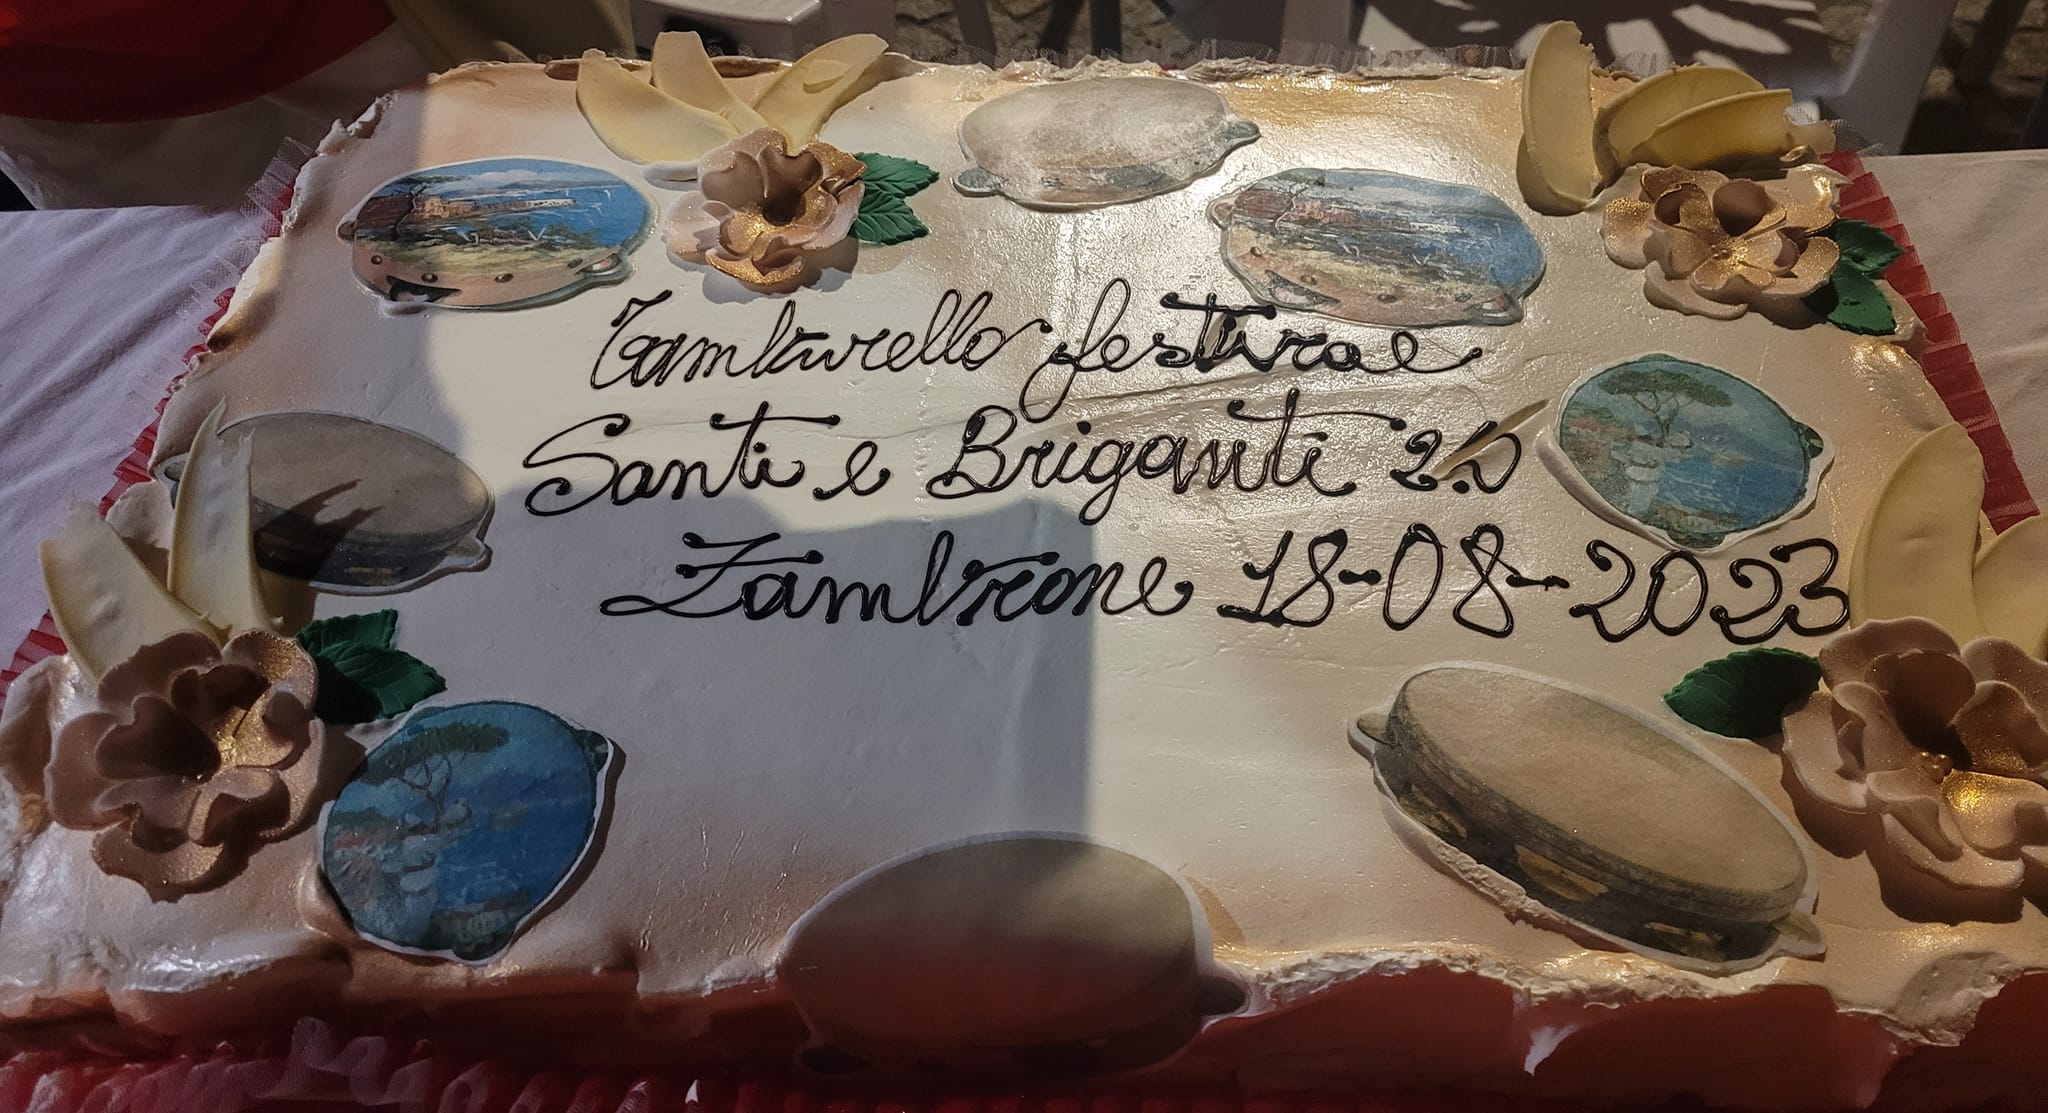 Tamburello festival
Santi e Briganti 2.0
Zambrone 18-08-2023